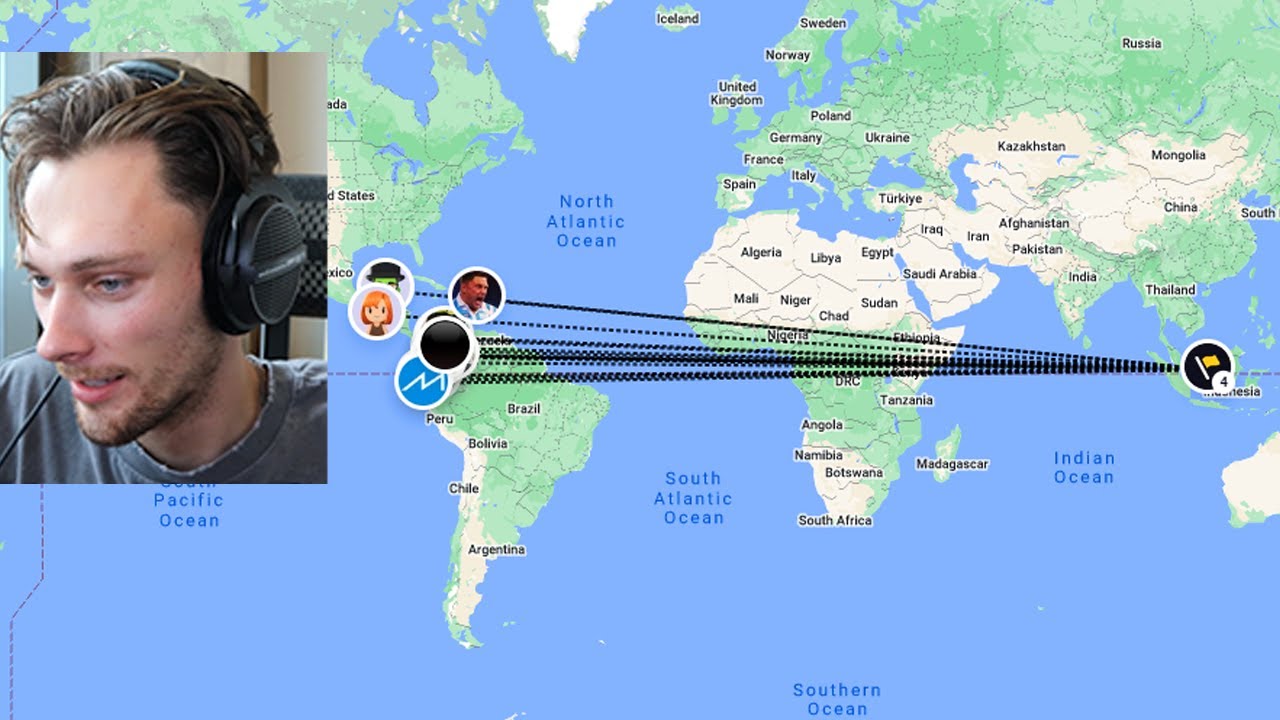 Iceland
Sweden
Russia
Norway
United
Kingdom
ada
Poland
Germany
Ukraine
Kazakhstan
France
Mongolia
Italy
Spain
d States
Türkiye
North
Atlantic
Ocean
China
South
Afghanistan
Iraq
Iran
Pakistan
Algeria
Libya
Egypt
xico
Saudi Arabia
India
Thailand
Mali
Niger
Sudan
Chad
Nigeria
Ethiopia
DRC
4
Indonesia
Tanzania
Brazil
Peru
Angola
Bolivia
Namibia
Botswana
Madagascar
Indian
Ocean
South
Pacific
Ocean
Chile
South
Atlantic
Ocean
South Africa
Argentina
Southern
Ocean